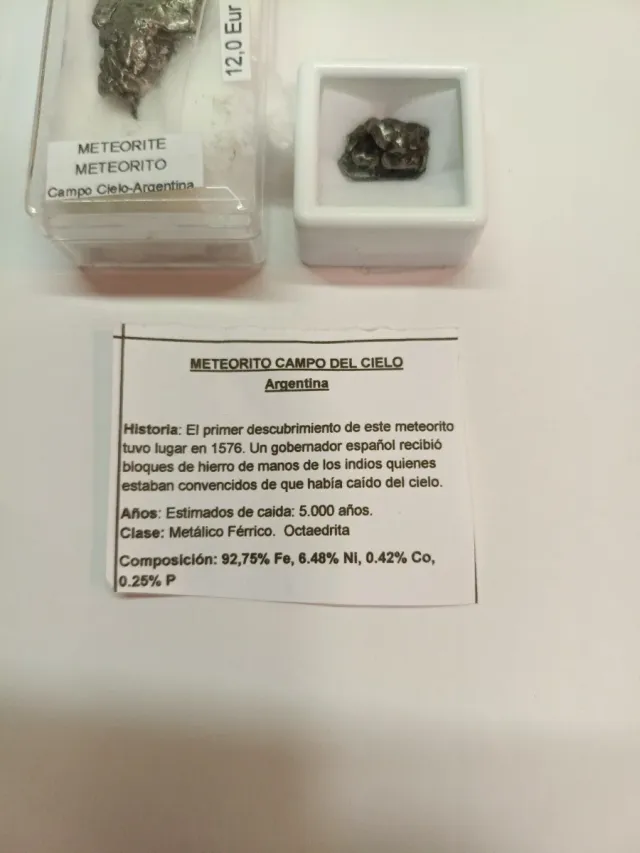 12,0 Eur
METEORITE
METEORITO
Campo Cielo-Argentina
METEORITO CAMPO DEL CIELO
Argentina
Historia: El primer descubrimiento de este meteorito
tuvo lugar en 1576. Un gobernador español recibió
bloques de hierro de manos de los indios quienes
estaban convencidos de que había caído del cielo.
Años: Estimados de caida: 5.000 años.
Clase: Metálico Férrico. Octaedrita
Composición: 92,75% Fe, 6.48% Ni, 0.42% Co,
0.25% P